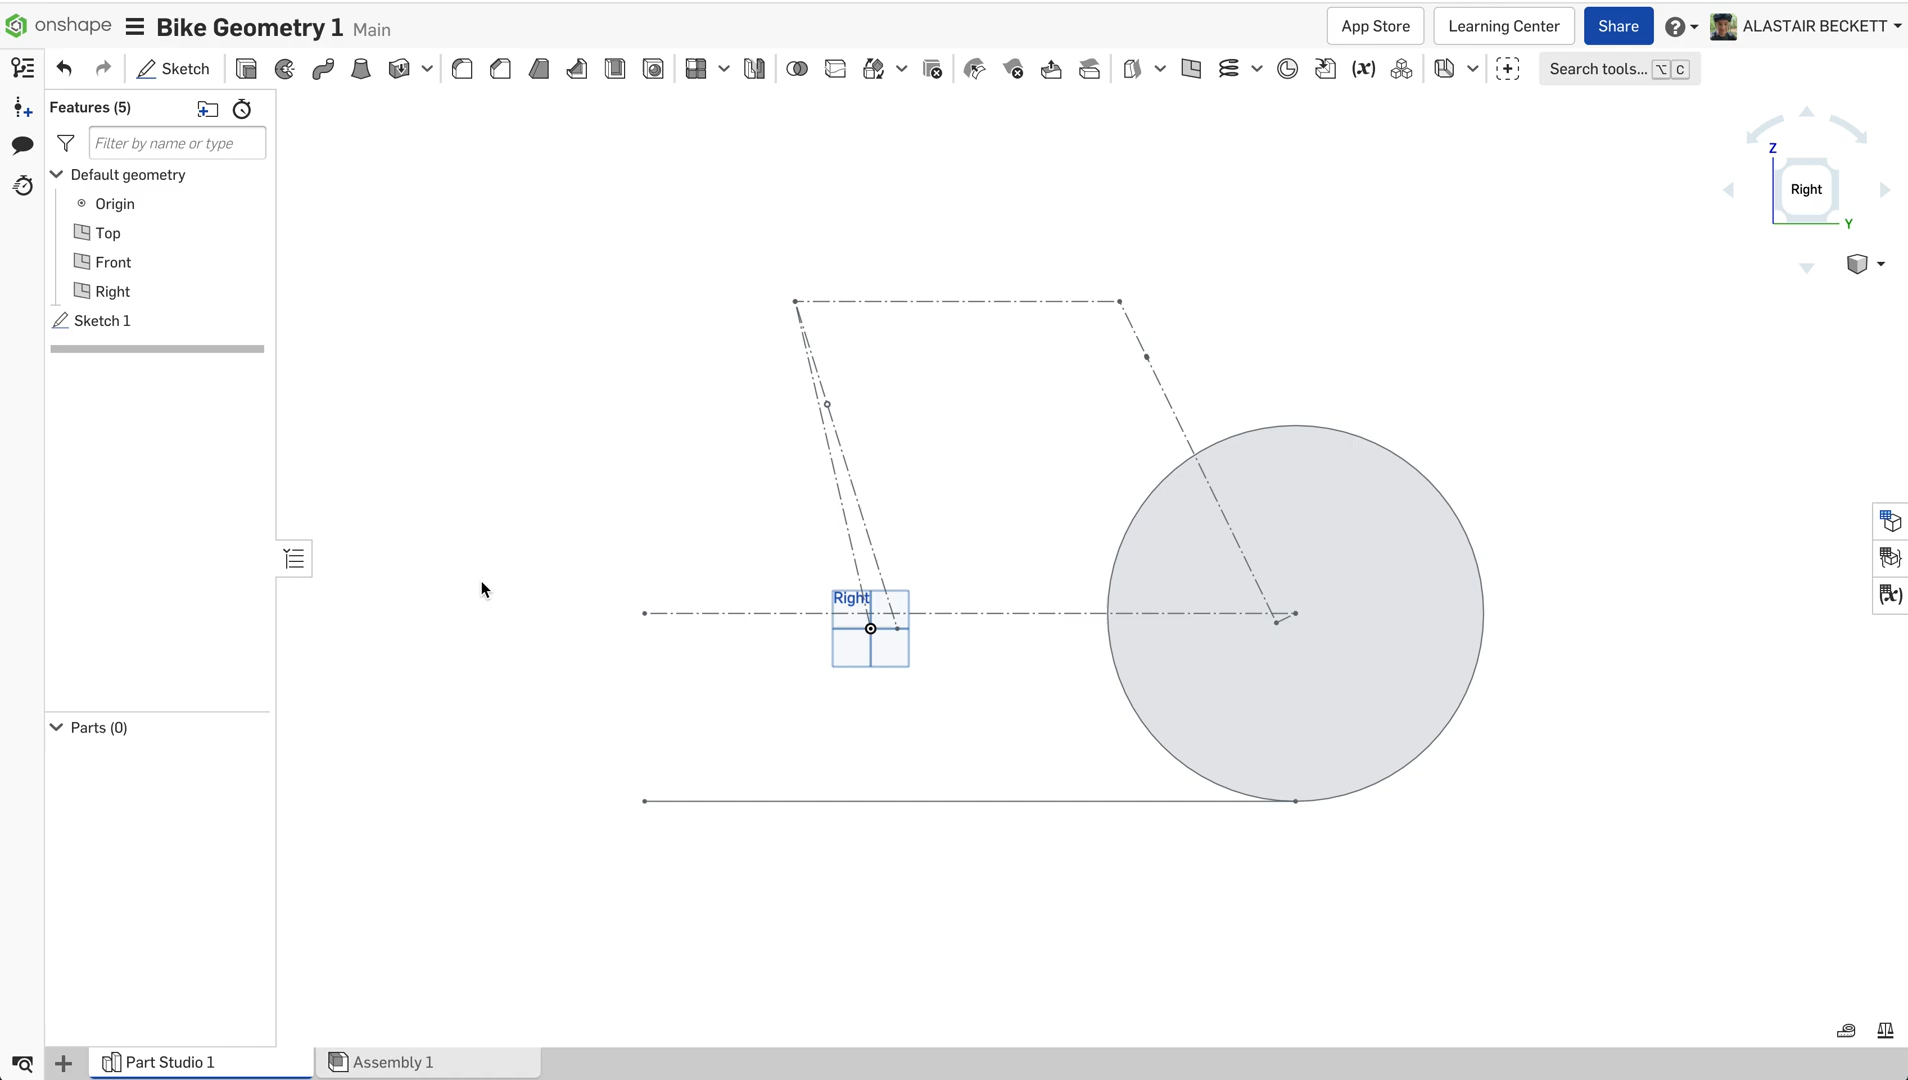 onshape Bike Geometry 1 Main
App Store Learning Center Share ALASTAIR BECKETT
Sketch Search tools... ⌥ C
Features (5)
Filter by name or type
Default geometry
Origin
Top
Front
Right
Sketch 1
Parts (0)
Z
Right
Y
Right
Part Studio 1 Assembly 1